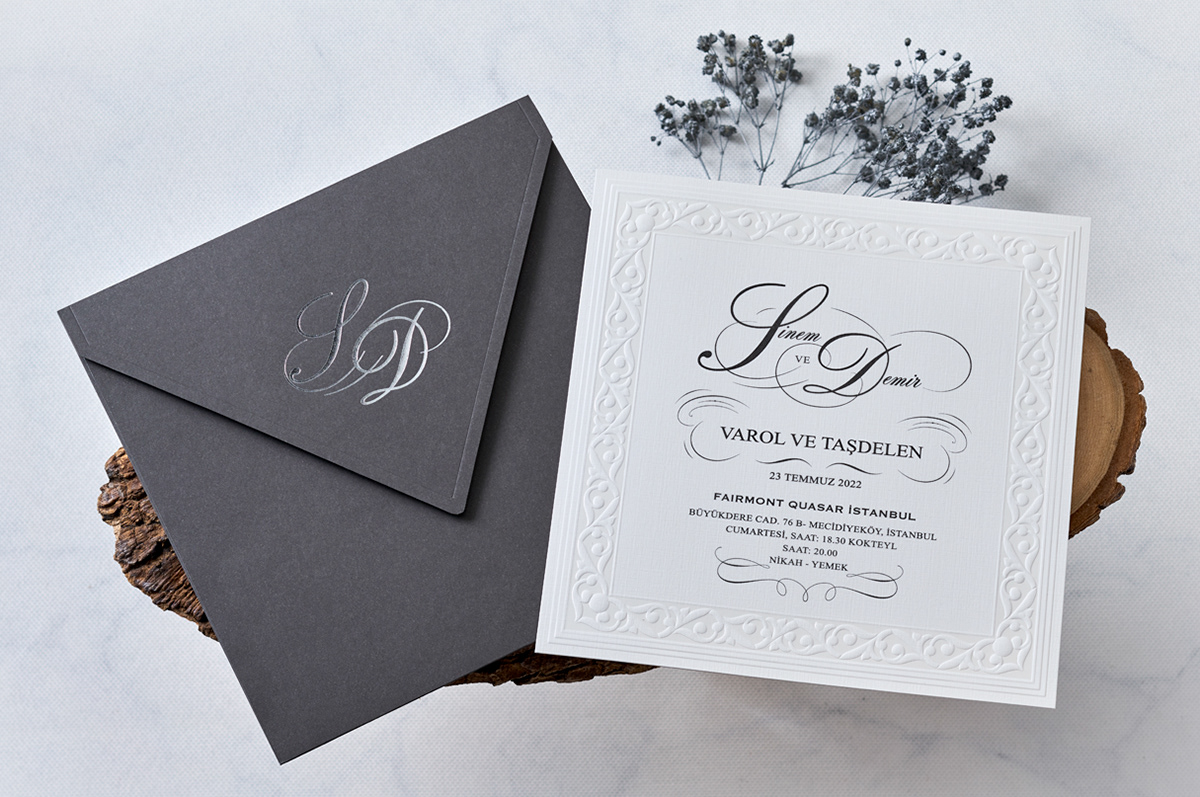 S D
Sinem
VE
Demir
VAROL VE TAŞDELEN
23 TEMMUZ 2022
FAIRMONT QUASAR İSTANBUL
BÜYÜKDERE CAD. 76 B- MECİDİYEKÖY, İSTANBUL
CUMARTESİ, SAAT: 18.30 KOKTEYL
SAAT: 20.00
NİKAH - YEMEK